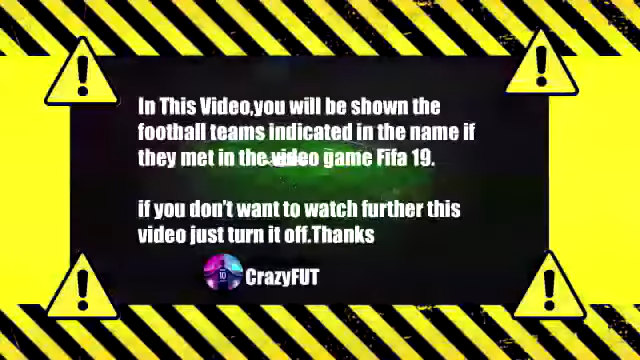 In This Video,you will be shown the
football teams indicated in the name if
they met in the video game Fifa 19.
if you don't want to watch further this
video just turn it off.Thanks
10
CrazyFUT